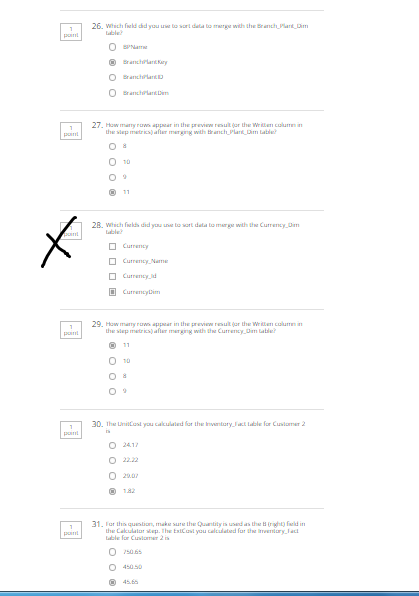 1
point
26. Which field did you use to sort data to merge with the Branch_Plant_Dim
table?
BPName
BranchPlantKey
BranchPlantID
BranchPlantDim
1
point
27. How many rows appear in the preview result (or the Written column in
the step metrics) after merging with Branch_Plant_Dim table?
8
10
9
11
1
point
28. Which fields did you use to sort data to merge with the Currency_Dim
table?
Currency
Currency_Name
Currency_Id
CurrencyDim
1
point
29. How many rows appear in the preview result (or the Written column in
the step metrics) after merging with the Currency_Dim table?
11
10
8
9
1
point
30. The UnitCost you calculated for the Inventory_Fact table for Customer 2
is
24.17
22.22
29.07
1.82
1
point
31. For this question, make sure the Quantity is used as the B (right) field in
the Calculator step. The ExtCost you calculated for the Inventory_Fact
table for Customer 2 is
750.65
450.50
45.65